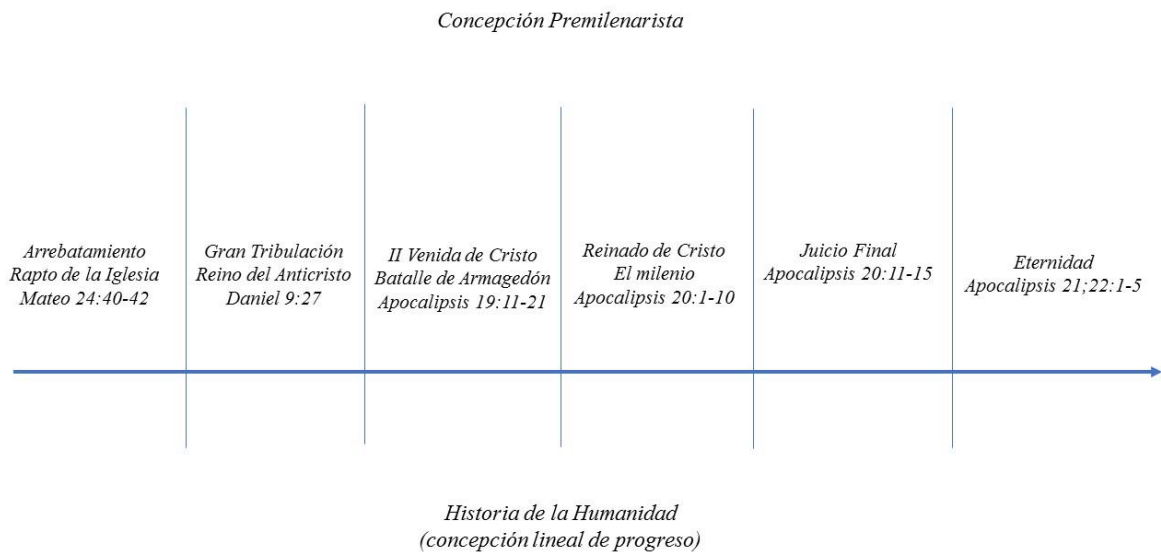 Concepción Premilenarista
Arrebatamiento
Rapto de la Iglesia
Mateo 24:40-42
Gran Tribulación
Reino del Anticristo
Daniel 9:27
II Venida de Cristo
Batalle de Armagedón
Apocalipsis 19:11-21
Reinado de Cristo
El milenio
Apocalipsis 20:1-10
Juicio Final
Apocalipsis 20:11-15
Eternidad
Apocalipsis 21;22:1-5
Historia de la Humanidad
(concepción lineal de progreso)